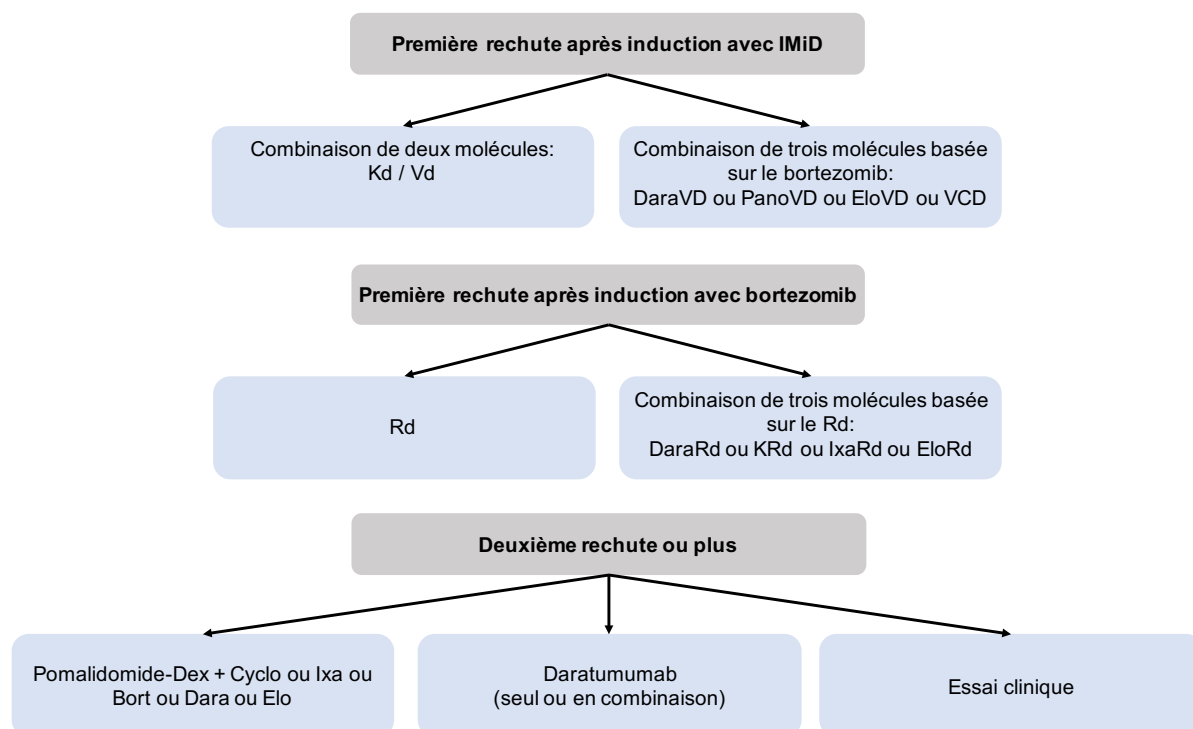 Première rechute après induction avec IMiD
Combinaison de deux molécules:
Kd / Vd
Combinaison de trois molécules basée
sur le bortezomib:
DaraVD ou PanoVD ou EloVD ou VCD
Première rechute après induction avec bortezomib
Rd
Combinaison de trois molécules basée
sur le Rd:
DaraRd ou KRd ou IxaRd ou EloRd
Deuxième rechute ou plus
Pomalidomide-Dex + Cyclo ou Ixa ou
Bort ou Dara ou Elo
Daratumumab
(seul ou en combinaison)
Essai clinique